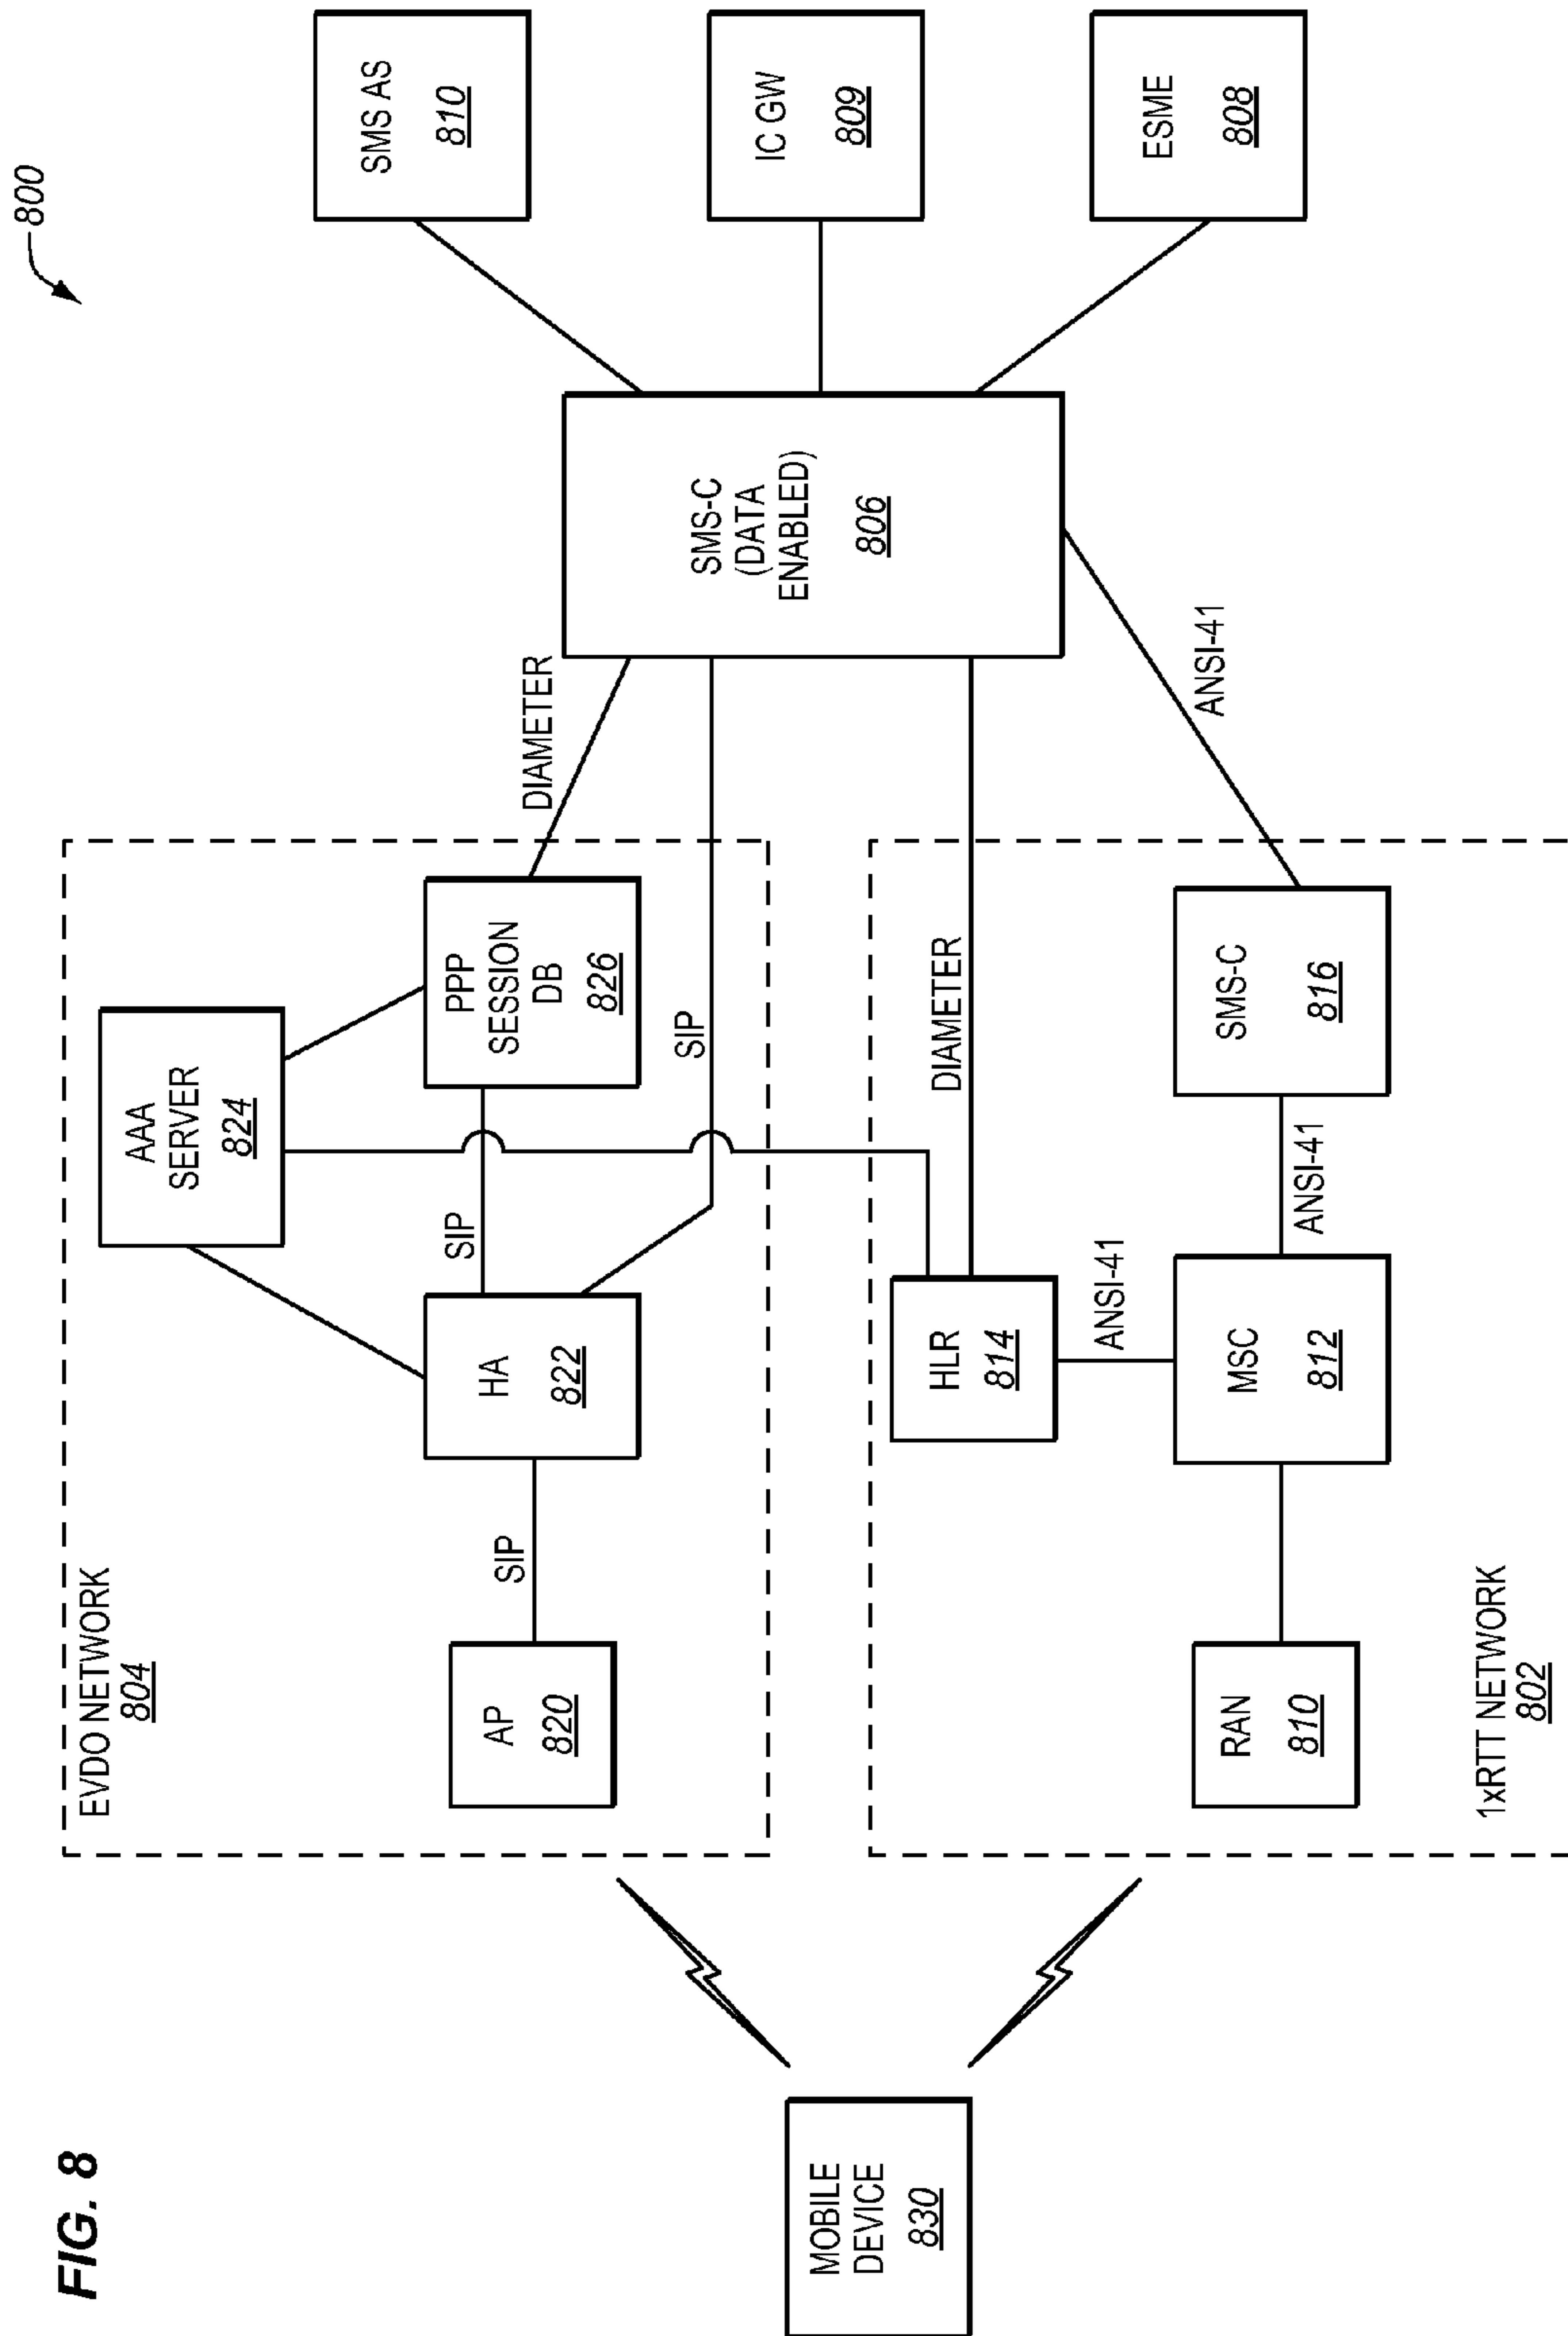 FIG. 8
800
EVDO NETWORK
804
AAA
SERVER
824
AP
820
SIP
HA
822
SIP
PPP
SESSION
DB
826
DIAMETER
SIP
MOBILE
DEVICE
830
SMS-C
(DATA
ENABLED)
806
SMS AS
810
IC GW
809
ESME
808
HLR
814
DIAMETER
ANSI-41
ANSI-41
RAN
810
MSC
812
ANSI-41
SMS-C
816
1xRTT NETWORK
802